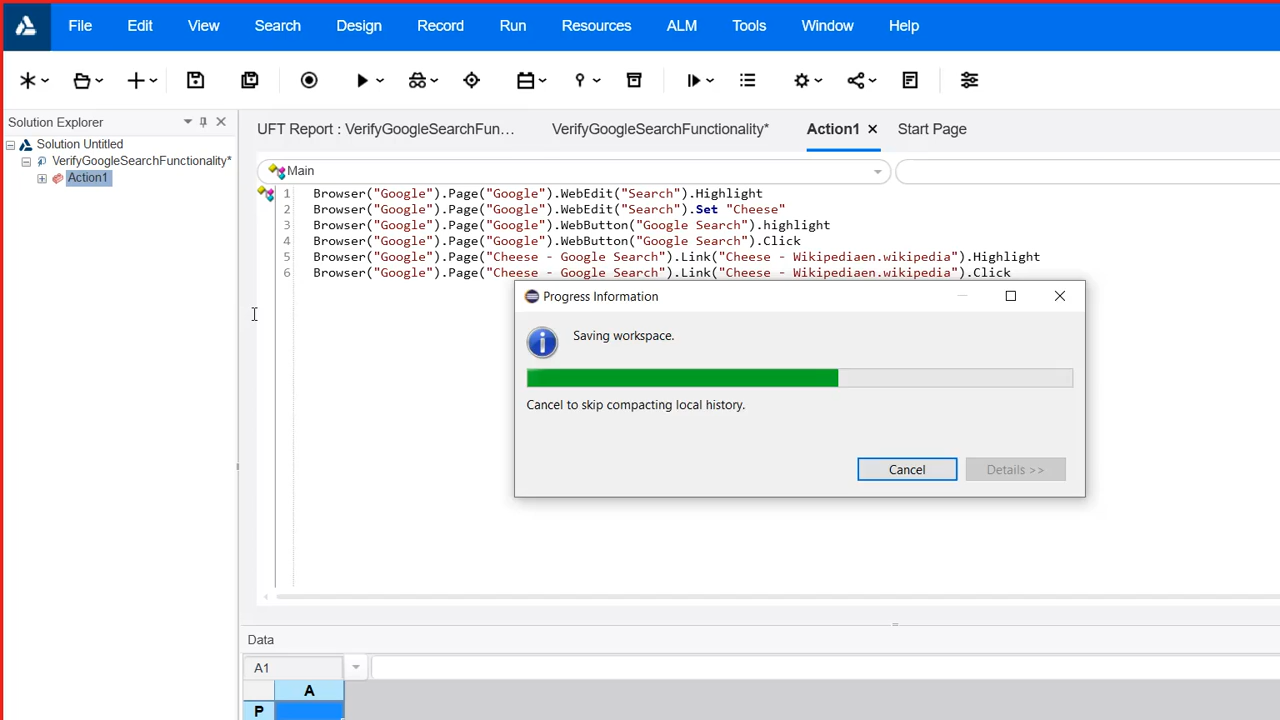 File Edit View Search Design Record Run Resources ALM Tools Window Help
Solution Explorer
Solution Untitled
VerifyGoogleSearchFunctionality*
Action1
UFT Report : VerifyGoogleSearchFun... VerifyGoogleSearchFunctionality* Action1 Start Page
Main
1 Browser("Google").Page("Google").WebEdit("Search").Highlight
2 Browser("Google").Page("Google").WebEdit("Search").Set "Cheese"
3 Browser("Google").Page("Google").WebButton("Google Search").highlight
4 Browser("Google").Page("Google").WebButton("Google Search").Click
5 Browser("Google").Page("Cheese - Google Search").Link("Cheese - Wikipediaen.wikipedia").Highlight
6 Browser("Google").Page("Cheese - Google Search").Link("Cheese - Wikipediaen.wikipedia").Click
Progress Information
Saving workspace.
Cancel to skip compacting local history.
Cancel Details >>
Data
A1
A
P